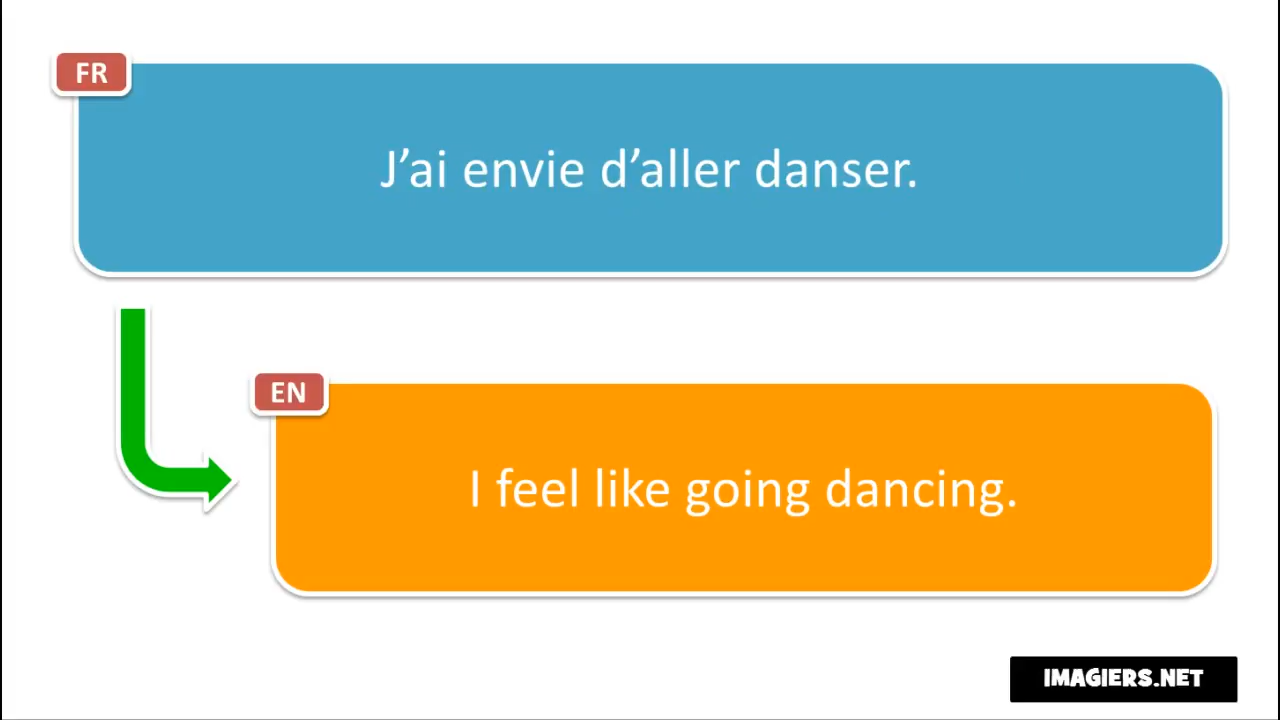 FR
J’ai envie d’aller danser.
EN
I feel like going dancing.
IMAGIERS.NET